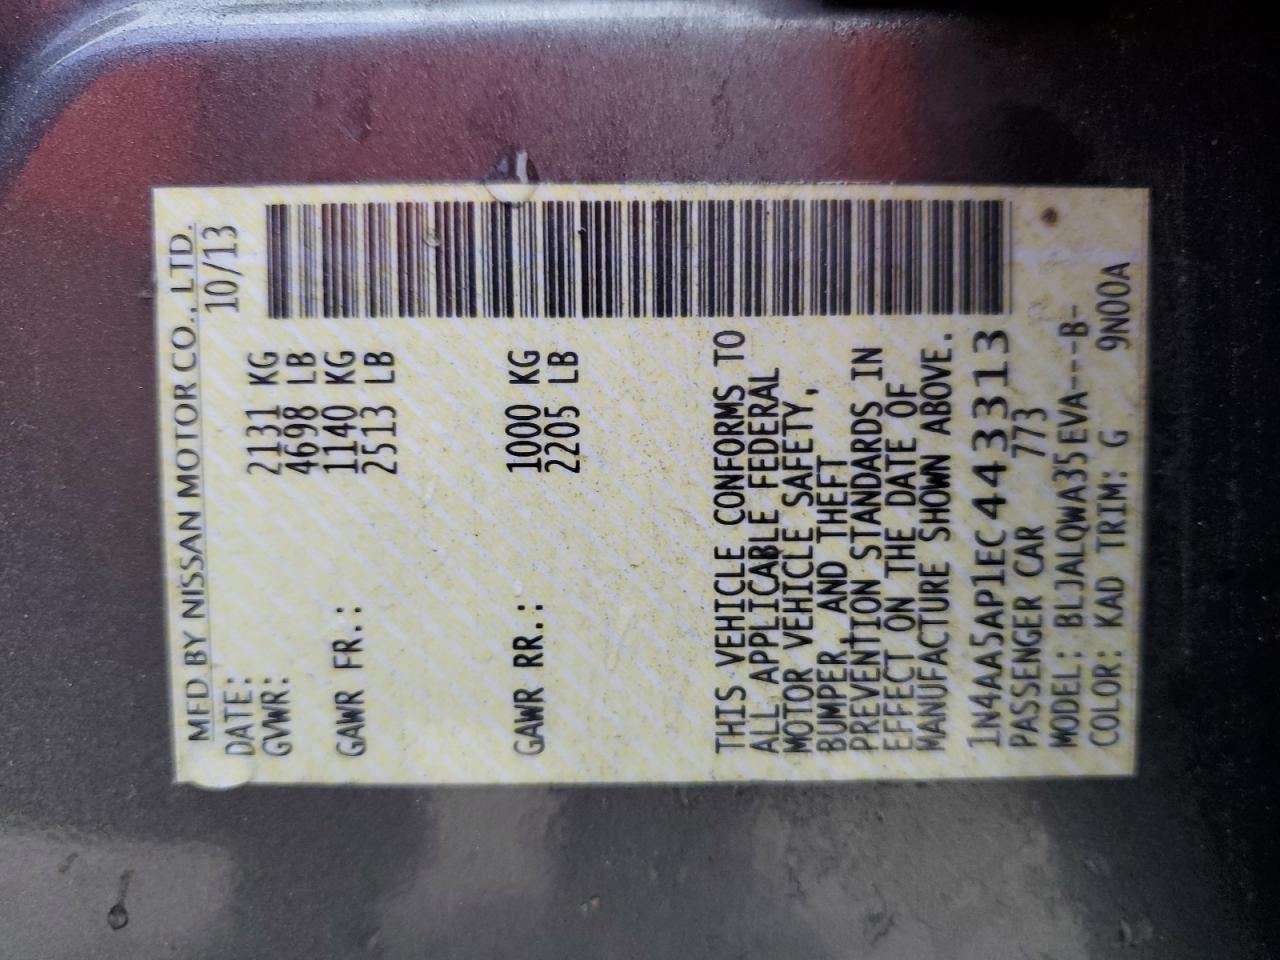 MFD BY NISSAN MOTOR CO., LTD.
DATE: 10/13
GVWR: 2131 KG
4698 LB
GAWR FR.: 1140 KG
2513 LB
GAWR RR.: 1000 KG
2205 LB
THIS VEHICLE CONFORMS TO
ALL APPLICABLE FEDERAL
MOTOR VEHICLE SAFETY,
BUMPER, AND THEFT
PREVENTION STANDARDS IN
EFFECT ON THE DATE OF
MANUFACTURE SHOWN ABOVE.
1N4AA5AP1EC443313
PASSENGER CAR 773
MODEL: BLJALQWA35EVA---B-
COLOR: KAD TRIM: G 9N00A